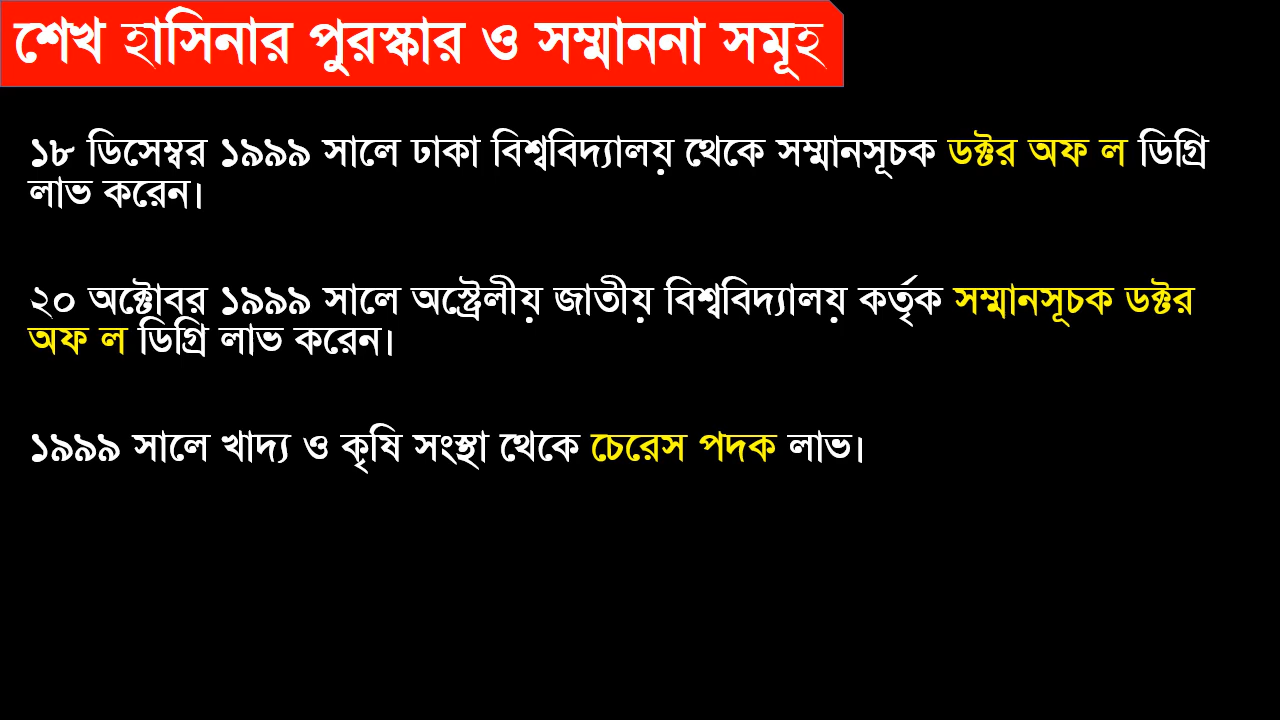 শেখ হাসিনার পুরস্কার ও সম্মাননা সমূহ
১৮ ডিসেম্বর ১৯৯৯ সালে ঢাকা বিশ্ববিদ্যালয় থেকে সম্মানসূচক ডক্টর অফ ল ডিগ্রি
লাভ করেন।
২০ অক্টোবর ১৯৯৯ সালে অস্ট্রেলীয় জাতীয় বিশ্ববিদ্যালয় কর্তৃক সম্মানসূচক ডক্টর
অফ ল ডিগ্রি লাভ করেন।
১৯৯৯ সালে খাদ্য ও কৃষি সংস্থা থেকে চেরেস পদক লাভ।